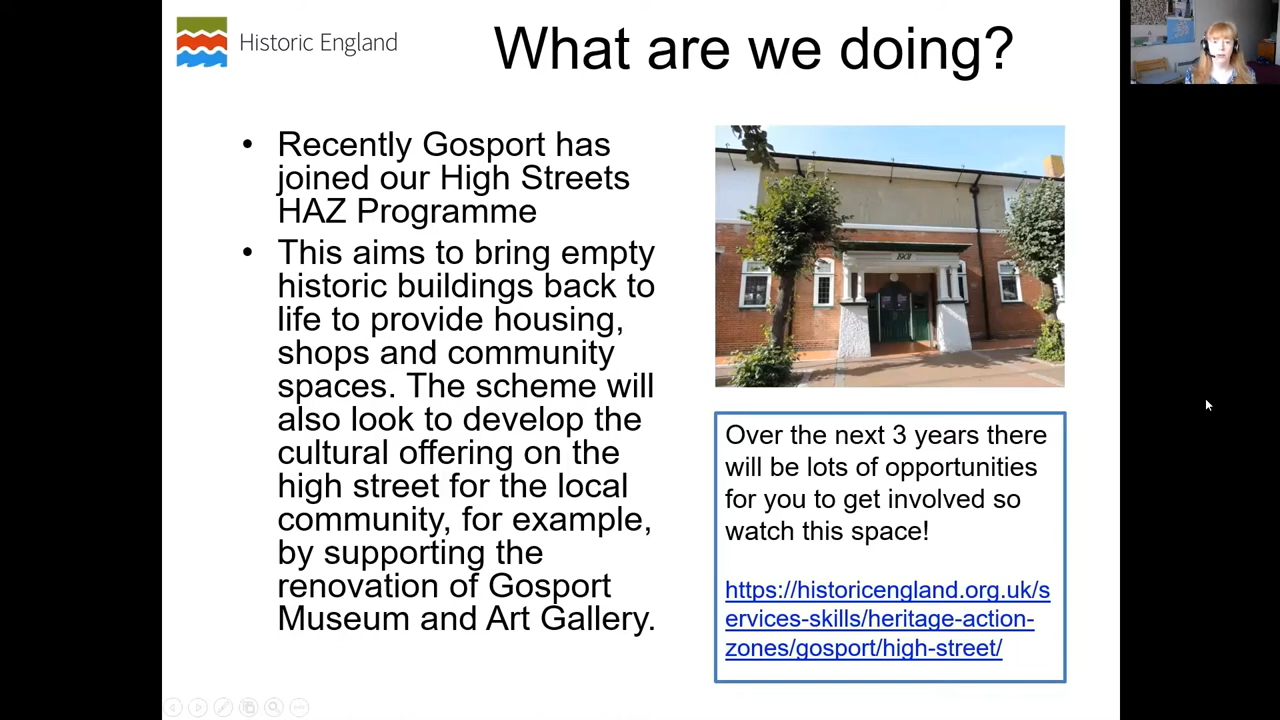 Historic England
What are we doing?
• Recently Gosport has
joined our High Streets
HAZ Programme
• This aims to bring empty
historic buildings back to
life to provide housing,
shops and community
spaces. The scheme will
also look to develop the
cultural offering on the
high street for the local
community, for example,
by supporting the
renovation of Gosport
Museum and Art Gallery.
1901
Over the next 3 years there
will be lots of opportunities
for you to get involved so
watch this space!
https://historicengland.org.uk/s
ervices-skills/heritage-action-
zones/gosport/high-street/